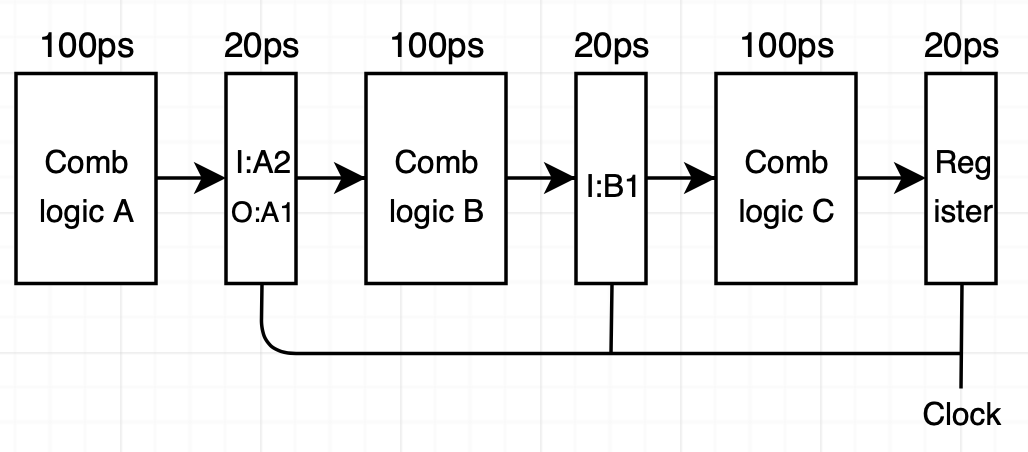 100ps
20ps
100ps
20ps
100ps
20ps
Comb
logic A
I:A2
O:A1
Comb
logic B
I:B1
Comb
logic C
Reg
ister
Clock